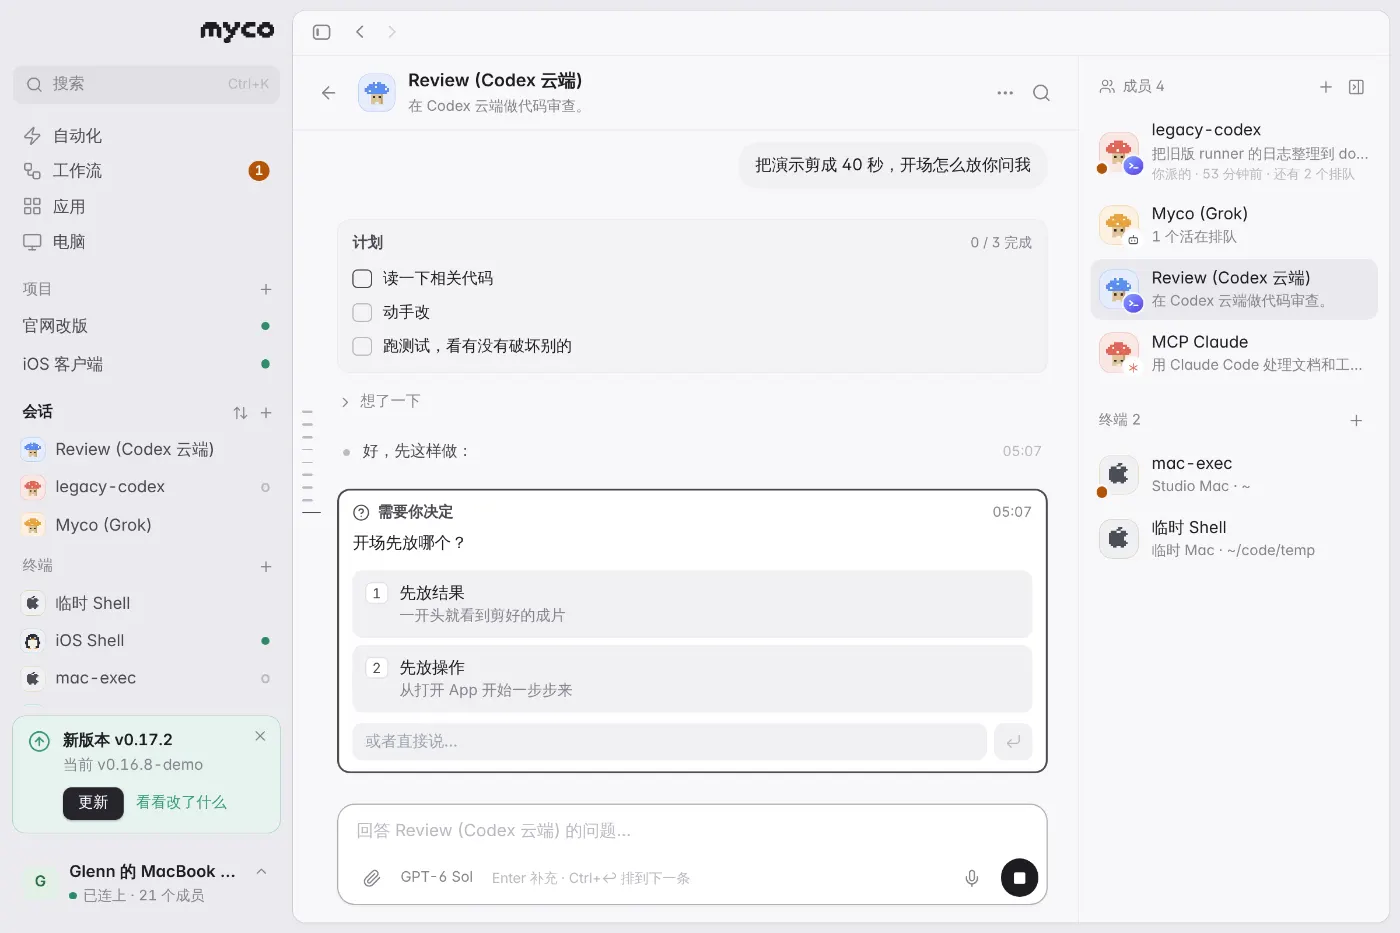 myco
搜索
Ctrl+K
自动化
工作流
1
应用
电脑
项目
官网改版
iOS 客户端
会话
Review (Codex 云端)
legacy-codex
Myco (Grok)
终端
临时 Shell
iOS Shell
mac-exec
新版本 v0.17.2
当前 v0.16.8-demo
更新
看看改了什么
G
Glenn 的 MacBook ...
已连上 · 21 个成员
Review (Codex 云端)
在 Codex 云端做代码审查。
把演示剪成 40 秒，开场怎么放你问我
计划
0 / 3 完成
读一下相关代码
动手改
跑测试，看有没有破坏别的
想了一下
好，先这样做：
05:07
需要你决定
05:07
开场先放哪个？
1
先放结果
一开头就看到剪好的成片
2
先放操作
从打开 App 开始一步步来
或者直接说...
回答 Review (Codex 云端) 的问题...
GPT-6 Sol
Enter 补充 · Ctrl+↩ 排到下一条
成员 4
legacy-codex
把旧版 runner 的日志整理到 do...
你派的 · 53 分钟前 · 还有 2 个排队
Myco (Grok)
1 个活在排队
Review (Codex 云端)
在 Codex 云端做代码审查。
MCP Claude
用 Claude Code 处理文档和工...
终端 2
mac-exec
Studio Mac · ~
临时 Shell
临时 Mac · ~/code/temp